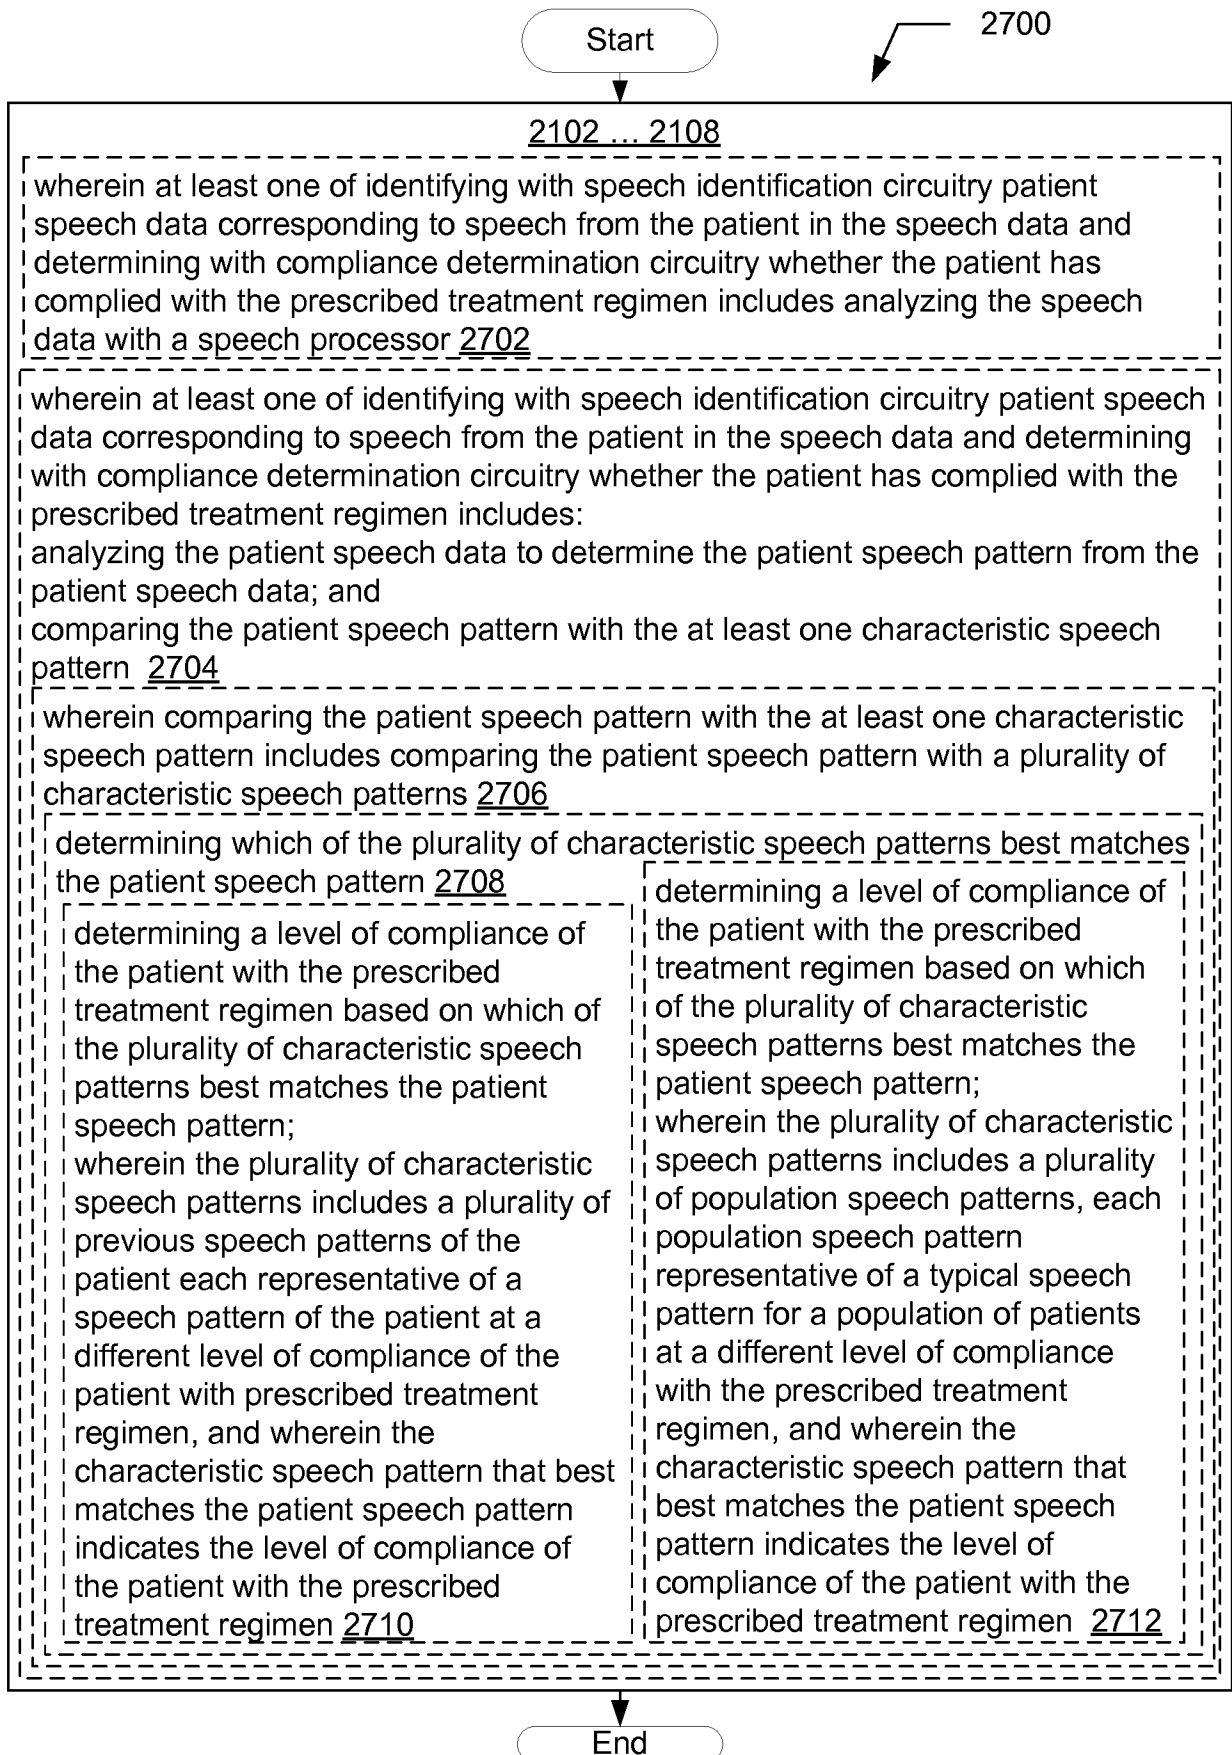 Start
2700
2102 ... 2108
wherein at least one of identifying with speech identification circuitry patient
speech data corresponding to speech from the patient in the speech data and
determining with compliance determination circuitry whether the patient has
complied with the prescribed treatment regimen includes analyzing the speech
data with a speech processor 2702
wherein at least one of identifying with speech identification circuitry patient speech
data corresponding to speech from the patient in the speech data and determining
with compliance determination circuitry whether the patient has complied with the
prescribed treatment regimen includes:
analyzing the patient speech data to determine the patient speech pattern from the
patient speech data; and
comparing the patient speech pattern with the at least one characteristic speech
pattern 2704
wherein comparing the patient speech pattern with the at least one characteristic
speech pattern includes comparing the patient speech pattern with a plurality of
characteristic speech patterns 2706
determining which of the plurality of characteristic speech patterns best matches
the patient speech pattern 2708
determining a level of compliance of
the patient with the prescribed
treatment regimen based on which of
the plurality of characteristic speech
patterns best matches the patient
speech pattern;
wherein the plurality of characteristic
speech patterns includes a plurality of
previous speech patterns of the
patient each representative of a
speech pattern of the patient at a
different level of compliance of the
patient with prescribed treatment
regimen, and wherein the
characteristic speech pattern that best
matches the patient speech pattern
indicates the level of compliance of
the patient with the prescribed
treatment regimen 2710
determining a level of compliance of
the patient with the prescribed
treatment regimen based on which
of the plurality of characteristic
speech patterns best matches the
patient speech pattern;
wherein the plurality of characteristic
speech patterns includes a plurality
of population speech patterns, each
population speech pattern
representative of a typical speech
pattern for a population of patients
at a different level of compliance
with the prescribed treatment
regimen, and wherein the
characteristic speech pattern that
best matches the patient speech
pattern indicates the level of
compliance of the patient with the
prescribed treatment regimen 2712
End